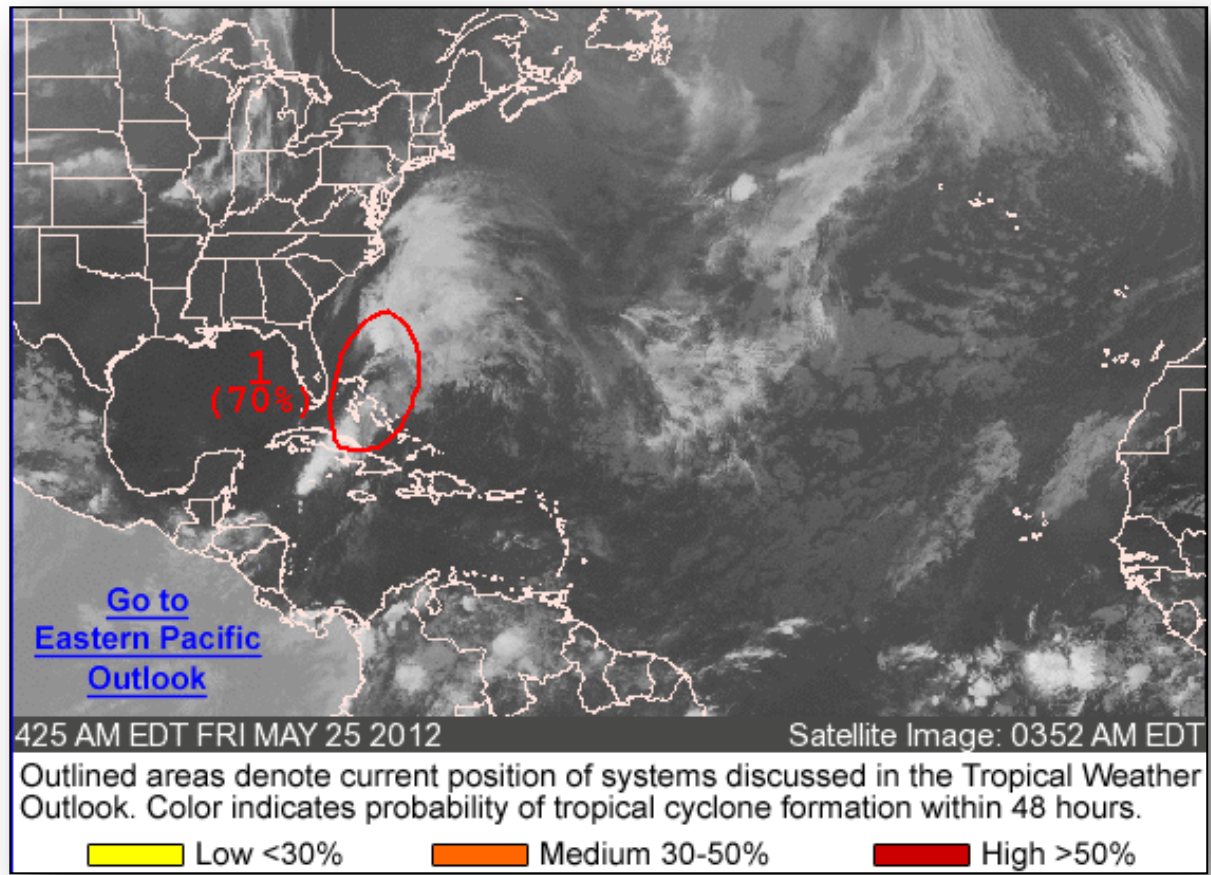 1
(70%)
Go to
Eastern Pacific
Outlook
425 AM EDT FRI MAY 25 2012 Satellite Image: 0352 AM EDT
Outlined areas denote current position of systems discussed in the Tropical Weather
Outlook. Color indicates probability of tropical cyclone formation within 48 hours.
Low <30% Medium 30-50% High >50%